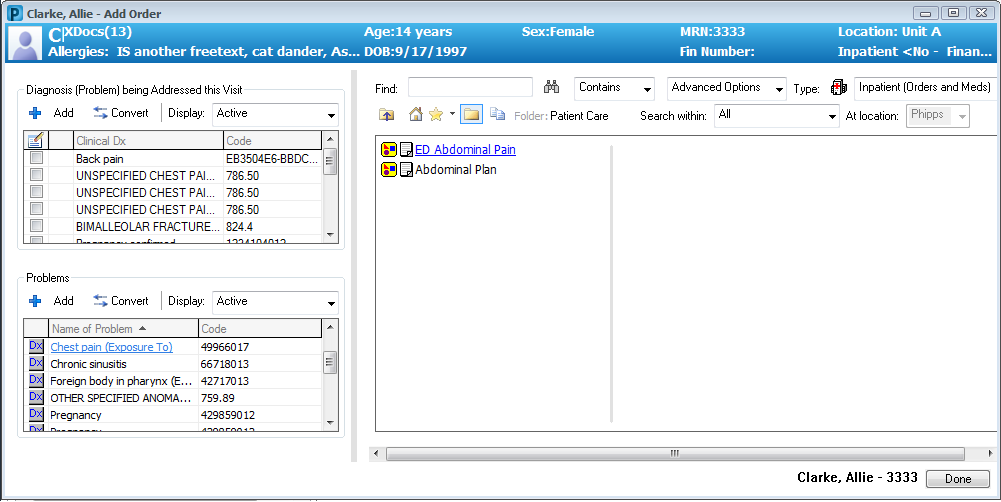 Clarke, Allie - Add Order
C XDocs(13) Age:14 years Sex:Female MRN:3333 Location: Unit A
Allergies: IS another freetext, cat dander, As... DOB:9/17/1997 Fin Number: Inpatient <No - Finan...
Diagnosis (Problem) being Addressed this Visit
Add Convert Display: Active
Clinical Dx Code
Back pain EB3504E6-BBDC...
UNSPECIFIED CHEST PAI... 786.50
UNSPECIFIED CHEST PAI... 786.50
UNSPECIFIED CHEST PAI... 786.50
BIMALLEOLAR FRACTURE... 824.4
Pregnancy confirmed 1234104012
Problems
Add Convert Display: Active
Name of Problem Code
Dx Chest pain (Exposure To) 49966017
Dx Chronic sinusitis 66718013
Dx Foreign body in pharynx (E... 42717013
Dx OTHER SPECIFIED ANOMA... 759.89
Dx Pregnancy 429859012
Dx Pregnancy 429859012
Find: Contains Advanced Options Type: Inpatient (Orders and Meds)
Folder: Patient Care Search within: All At location: Phipps
ED Abdominal Pain
Abdominal Plan
Clarke, Allie - 3333 Done